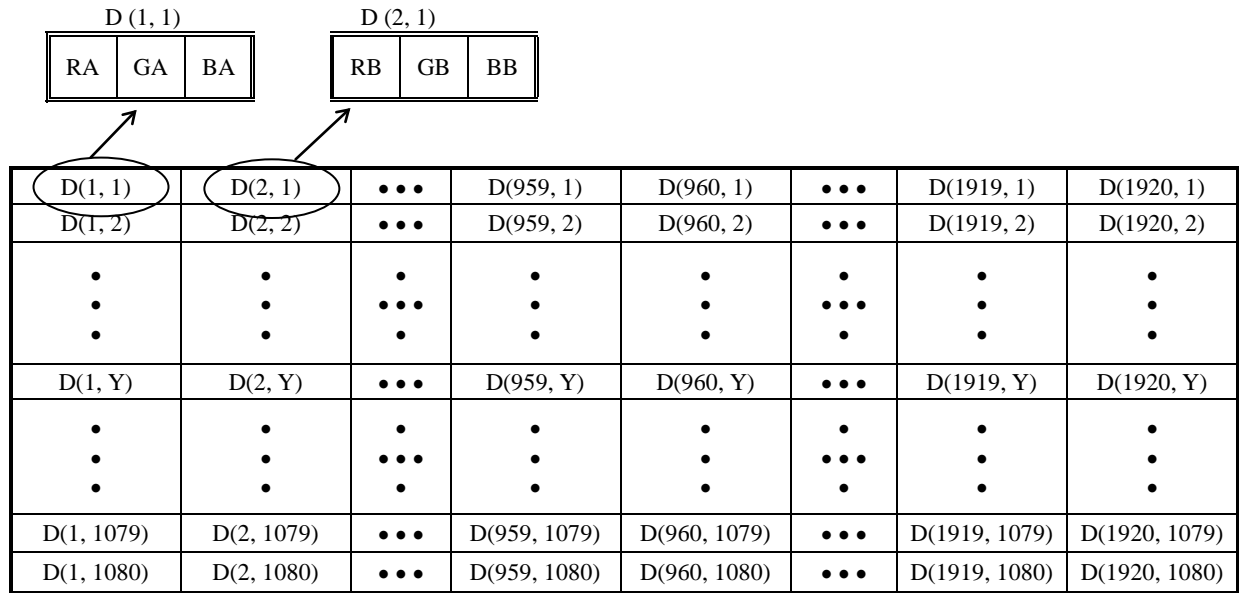 D (1, 1) D (2, 1)
RA GA BA RB GB BB
D(1, 1) D(2, 1) ● ● ● D(959, 1) D(960, 1) ● ● ● D(1919, 1) D(1920, 1)
D(1, 2) D(2, 2) ● ● ● D(959, 2) D(960, 2) ● ● ● D(1919, 2) D(1920, 2)
● ● ● ● ● ● ● ●
● ● ● ● ● ● ● ● ● ● ● ●
● ● ● ● ● ● ● ●
D(1, Y) D(2, Y) ● ● ● D(959, Y) D(960, Y) ● ● ● D(1919, Y) D(1920, Y)
● ● ● ● ● ● ● ●
● ● ● ● ● ● ● ● ● ● ● ●
● ● ● ● ● ● ● ●
D(1, 1079) D(2, 1079) ● ● ● D(959, 1079) D(960, 1079) ● ● ● D(1919, 1079) D(1920, 1079)
D(1, 1080) D(2, 1080) ● ● ● D(959, 1080) D(960, 1080) ● ● ● D(1919, 1080) D(1920, 1080)